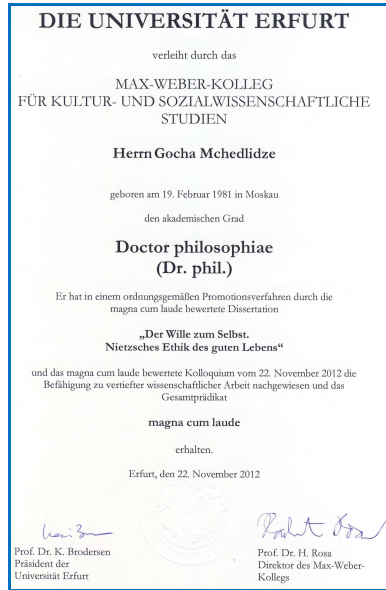 DIE UNIVERSITÄT ERFURT
verleiht durch das
MAX-WEBER-KOLLEG
FÜR KULTUR- UND SOZIALWISSENSCHAFTLICHE
STUDIEN
Herrn Gocha Mchedlidze
geboren am 19. Februar 1981 in Moskau
den akademischen Grad
Doctor philosophiae
(Dr. phil.)
Er hat in einem ordnungsgemäßen Promotionsverfahren durch die
magna cum laude bewertete Dissertation
„Der Wille zum Selbst.
Nietzsches Ethik des guten Lebens“
und das magna cum laude bewertete Kolloquium vom 22. November 2012 die
Befähigung zu vertiefter wissenschaftlicher Arbeit nachgewiesen und das
Gesamtprädikat
magna cum laude
erhalten.
Erfurt, den 22. November 2012
Prof. Dr. K. Brodersen
Präsident der
Universität Erfurt
Prof. Dr. H. Rosa
Direktor des Max-Weber-
Kollegs